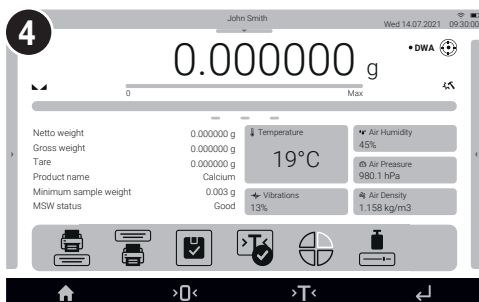 4
John Smith
Wed 14.07.2021 09:30:00
0.000000 g
• DWA
0 Max
Netto weight 0.000000 g
Gross weight 0.000000 g
Tare 0.000000 g
Product name Calcium
Minimum sample weight 0.003 g
MSW status Good
Temperature
19°C
Vibrations
13%
Air Humidity
45%
Air Preasure
980.1 hPa
Air Density
1.158 kg/m3
>T<
>0<
>T<